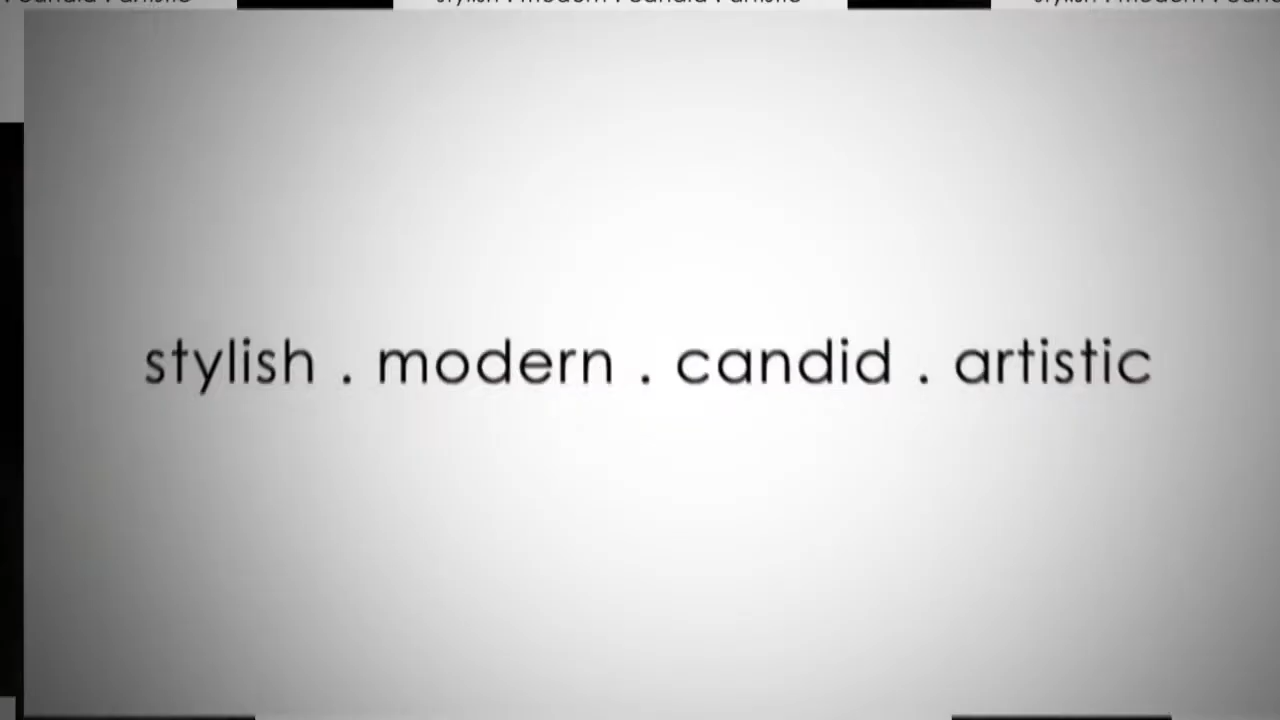 stylish . modern . candid . artistic